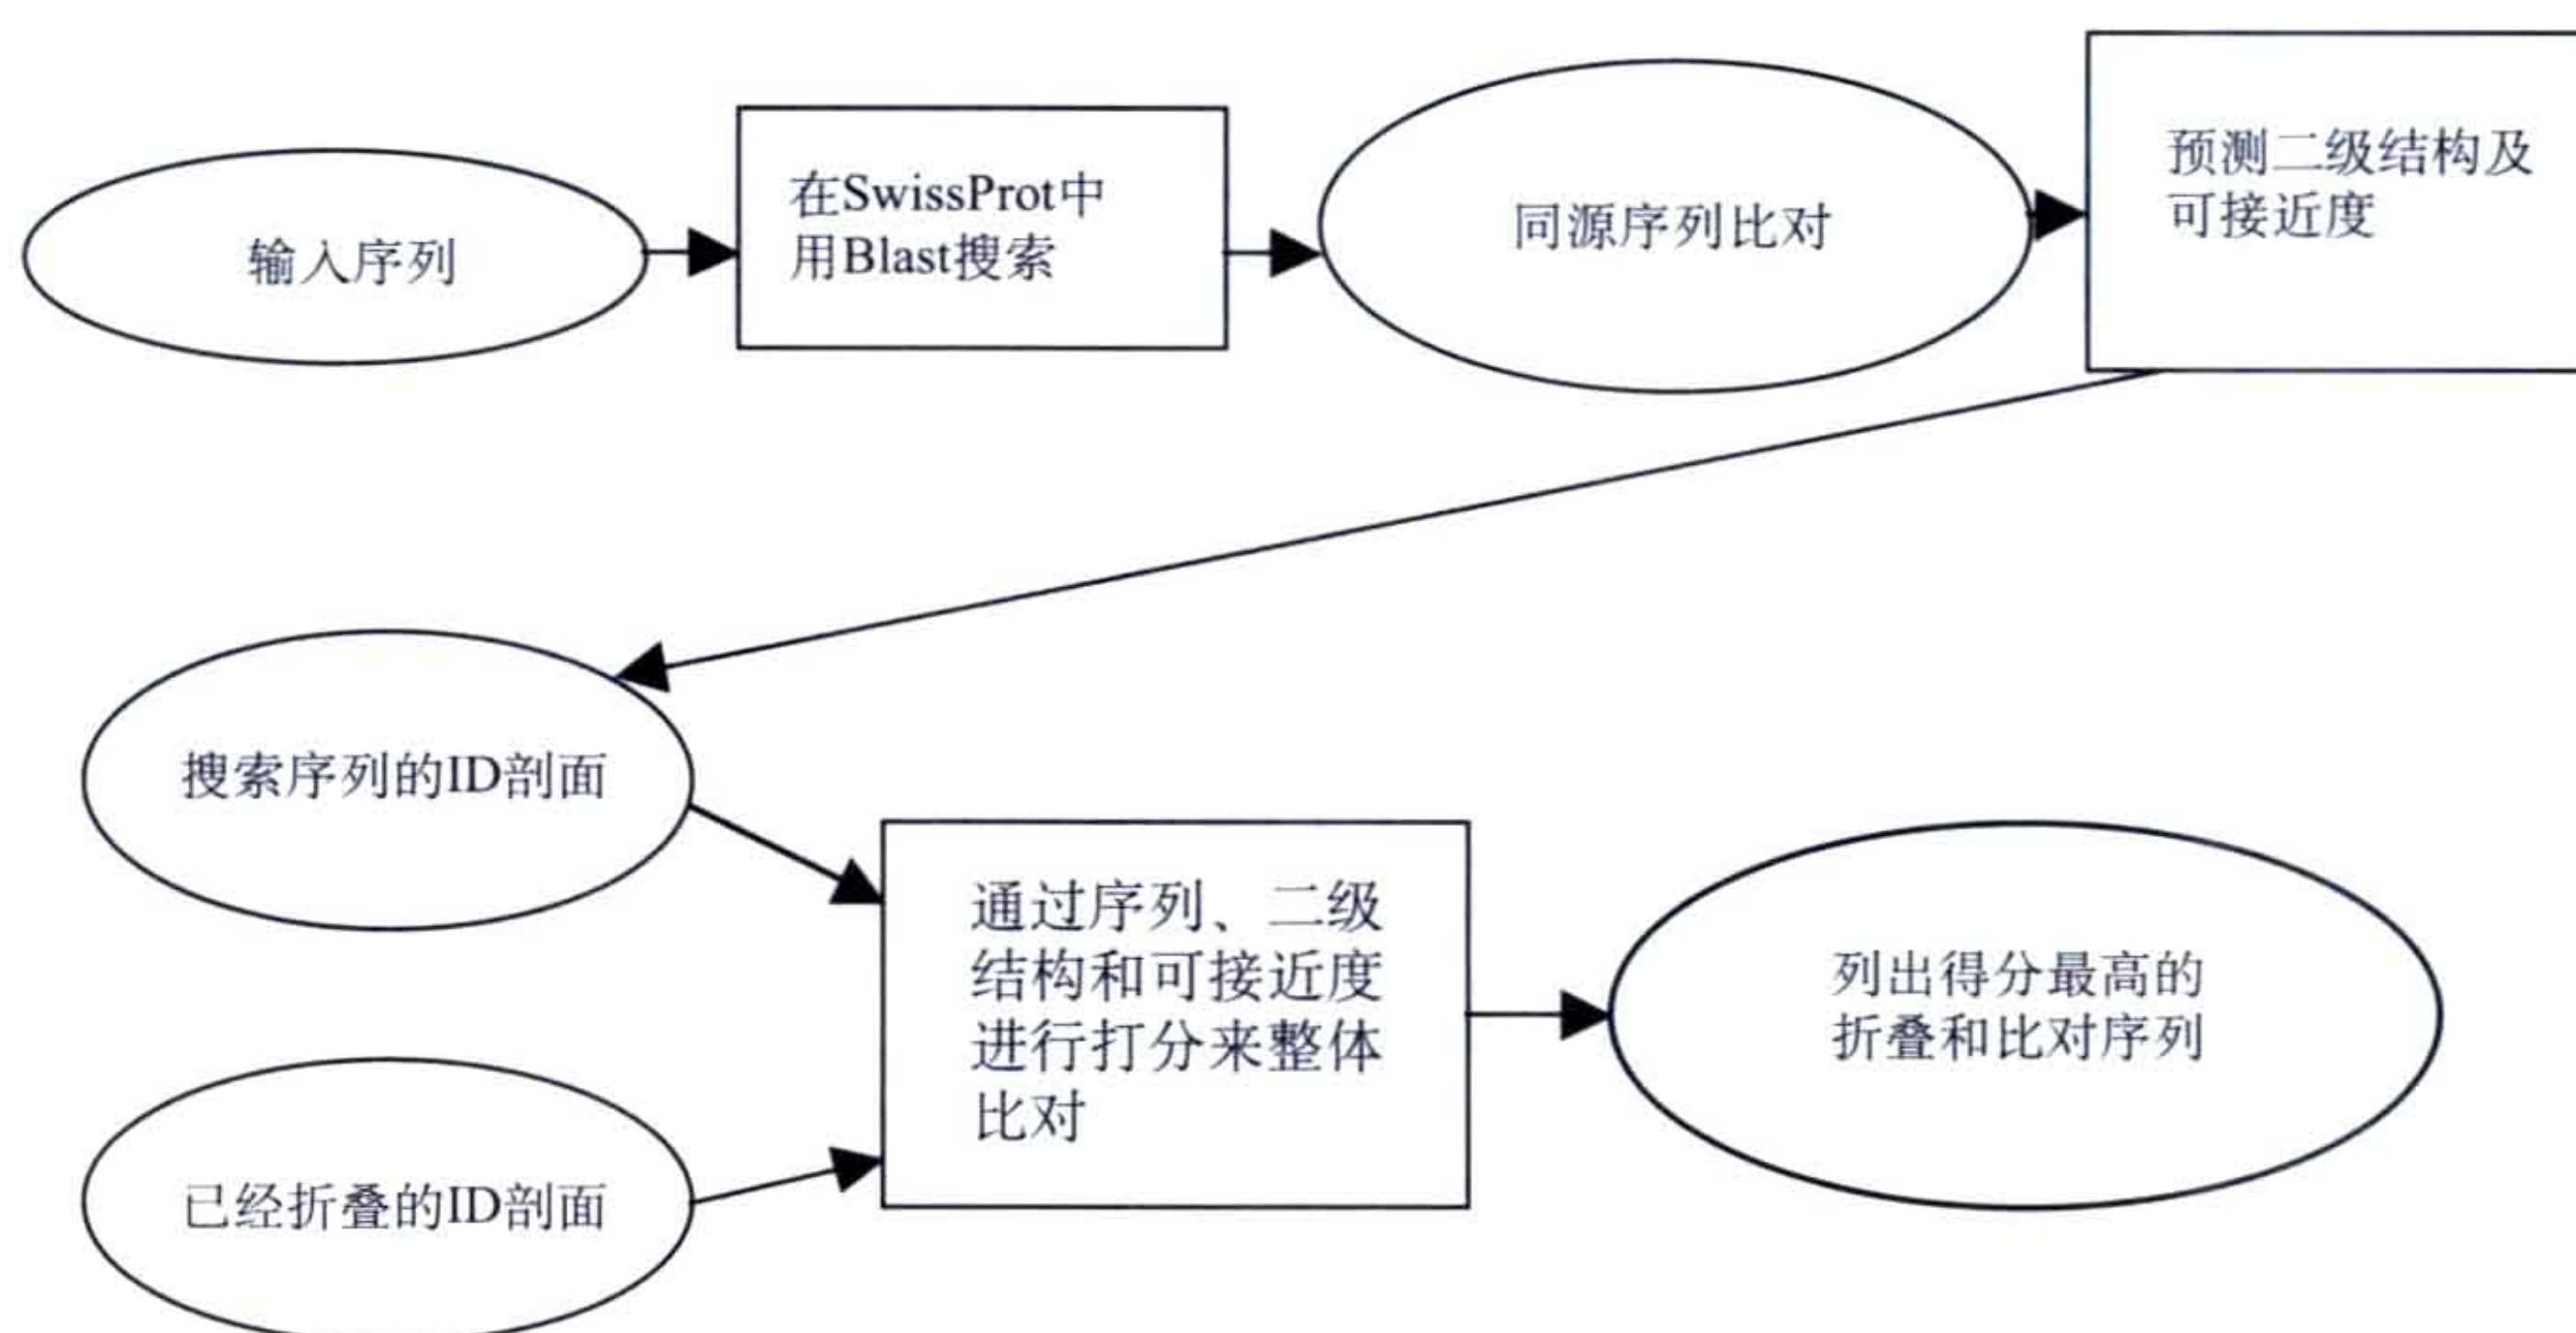 输入序列
在SwissProt中
用Blast搜索
同源序列比对
预测二级结构及
可接近度
搜索序列的ID剖面
通过序列、二级
结构和可接近度
进行打分来整体
比对
列出得分最高的
折叠和比对序列
已经折叠的ID剖面